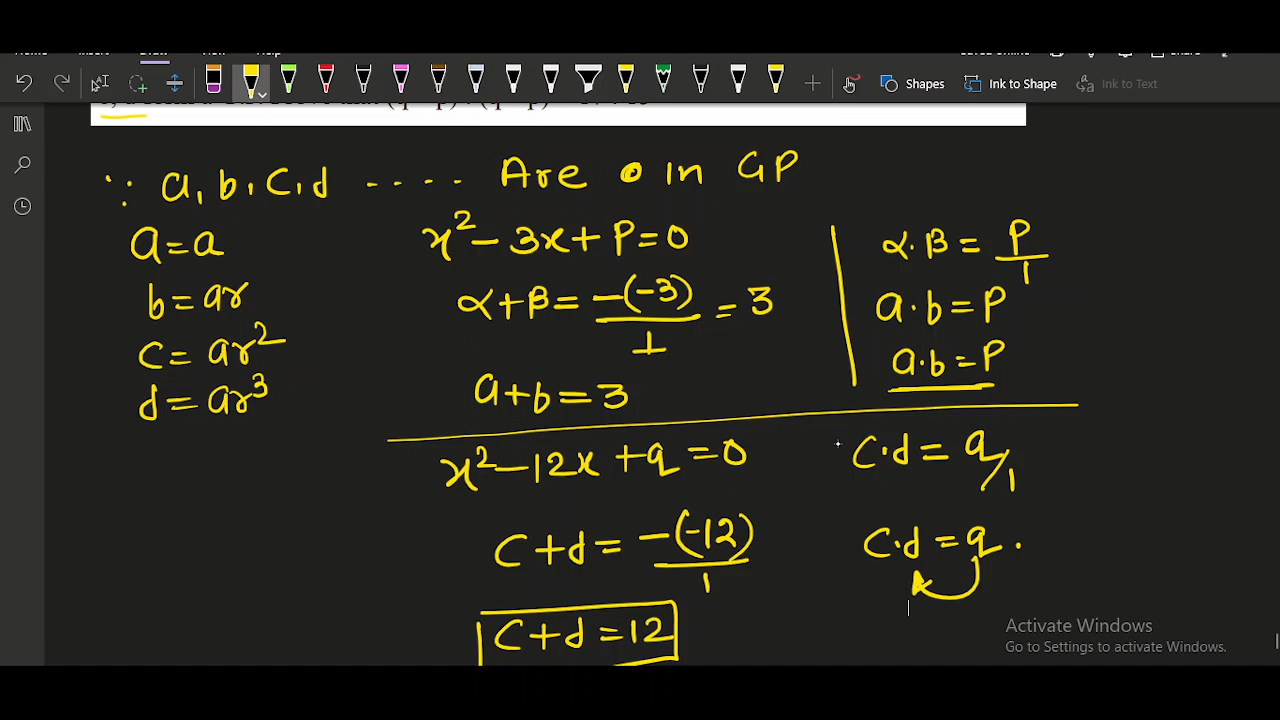 Shapes Ink to Shape Ink to Text
∵ a, b, c, d ---- Are in GP
a = a
b = ar
c = ar²
d = ar³
x² - 3x + P = 0
α + β = -(-3)/1 = 3
a + b = 3
α · β = P/1
a · b = P
a · b = P
x² - 12x + q = 0
C + d = -(-12)/1
C + d = 12
C · d = q/1
C · d = q .
Activate Windows
Go to Settings to activate Windows.